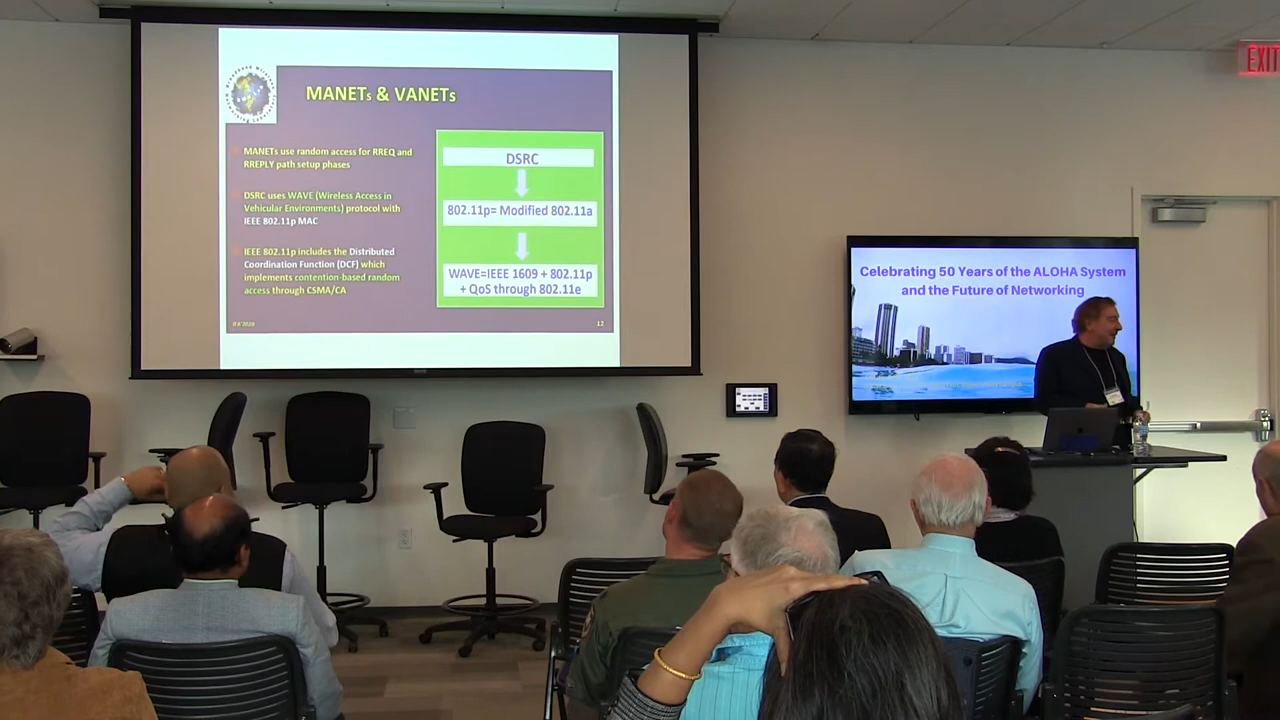 MANETs & VANETs
MANETs use random access for RREQ and
RREPLY path setup phases
DSRC uses WAVE (Wireless Access in
Vehicular Environments) protocol with
IEEE 802.11p MAC
IEEE 802.11p includes the Distributed
Coordination Function (DCF) which
implements contention-based random
access through CSMA/CA
DSRC
802.11p= Modified 802.11a
WAVE=IEEE 1609 + 802.11p
+ QoS through 802.11e
12
Celebrating 50 Years of the ALOHA System
and the Future of Networking
EXIT